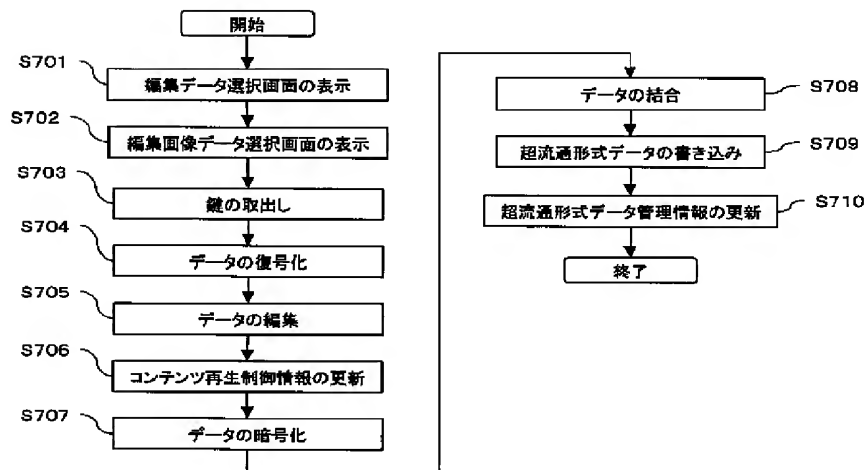 開始
S701
編集データ選択画面の表示
S702
編集画像データ選択画面の表示
S703
鍵の取出し
S704
データの復号化
S705
データの編集
S706
コンテンツ再生制御情報の更新
S707
データの暗号化
データの結合
S708
超流通形式データの書き込み
S709
超流通形式データ管理情報の更新
S710
終了